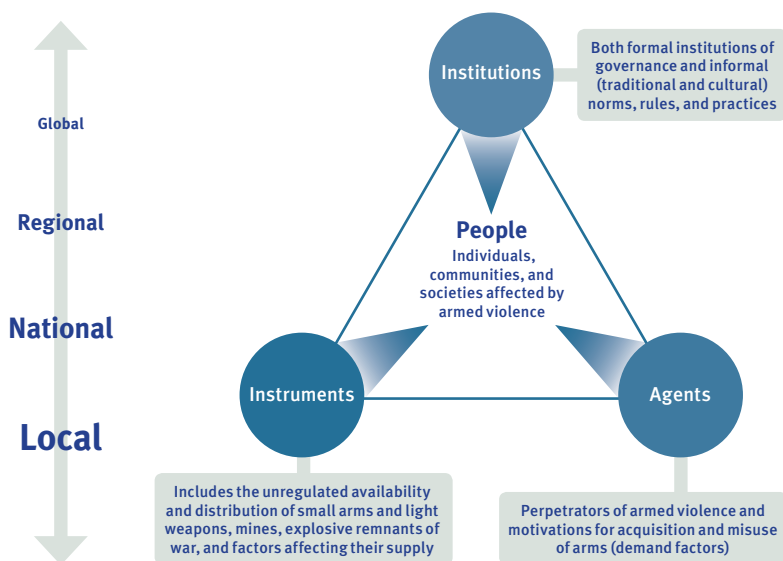 Institutions
Both formal institutions of
governance and informal
(traditional and cultural)
norms, rules, and practices
Global
Regional
National
Local
People
Individuals,
communities, and
societies affected by
armed violence
Instruments
Agents
Includes the unregulated availability
and distribution of small arms and light
weapons, mines, explosive remnants of
war, and factors affecting their supply
Perpetrators of armed violence and
motivations for acquisition and misuse
of arms (demand factors)